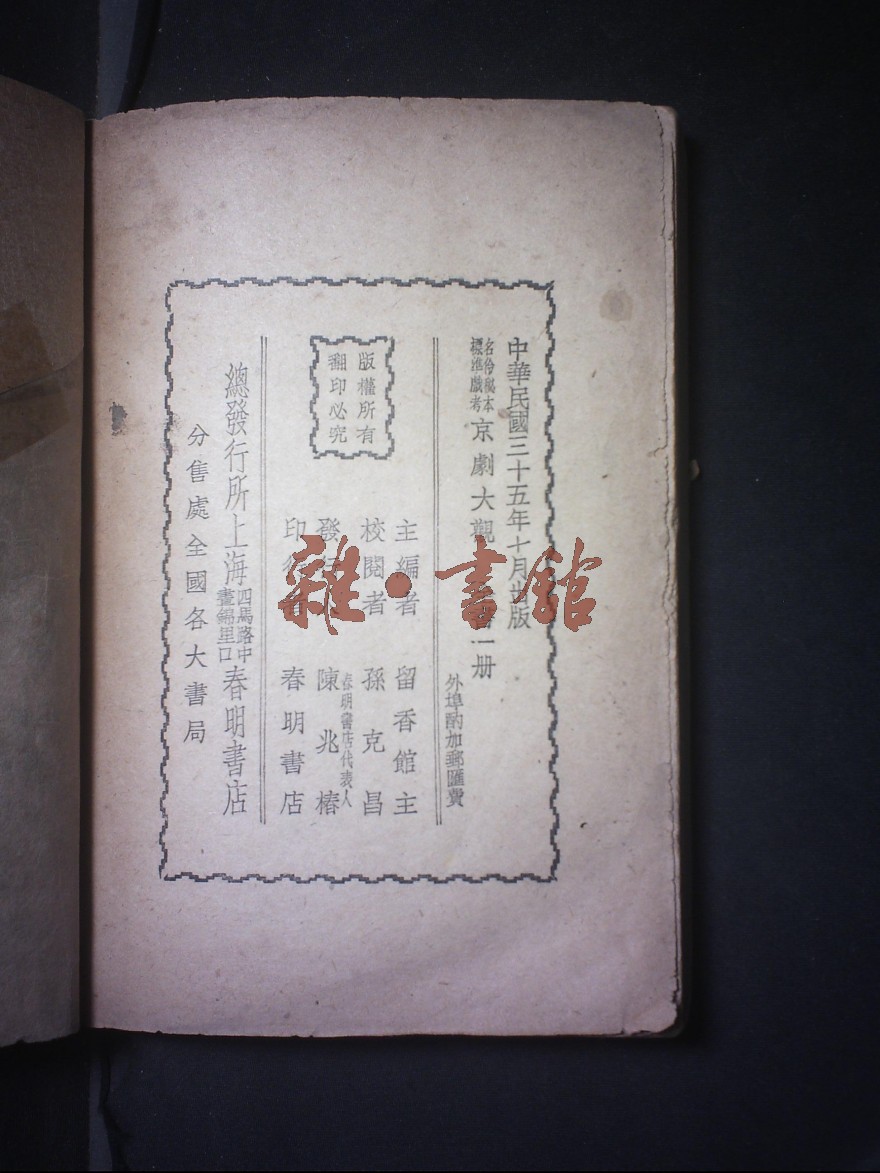 中華民國三十五年十月廿版
名伶秘本
標準戲考
京劇大觀 一册
外埠酌加郵匯費
主編者 留香館主
校閱者 孫克昌
發 春明書店代表人 陳兆椿
印 者 春明書店
版權所有
翻印必究
總發行所上海四馬路中畫錦里口春明書店
分售處全國各大書局
雜·書館